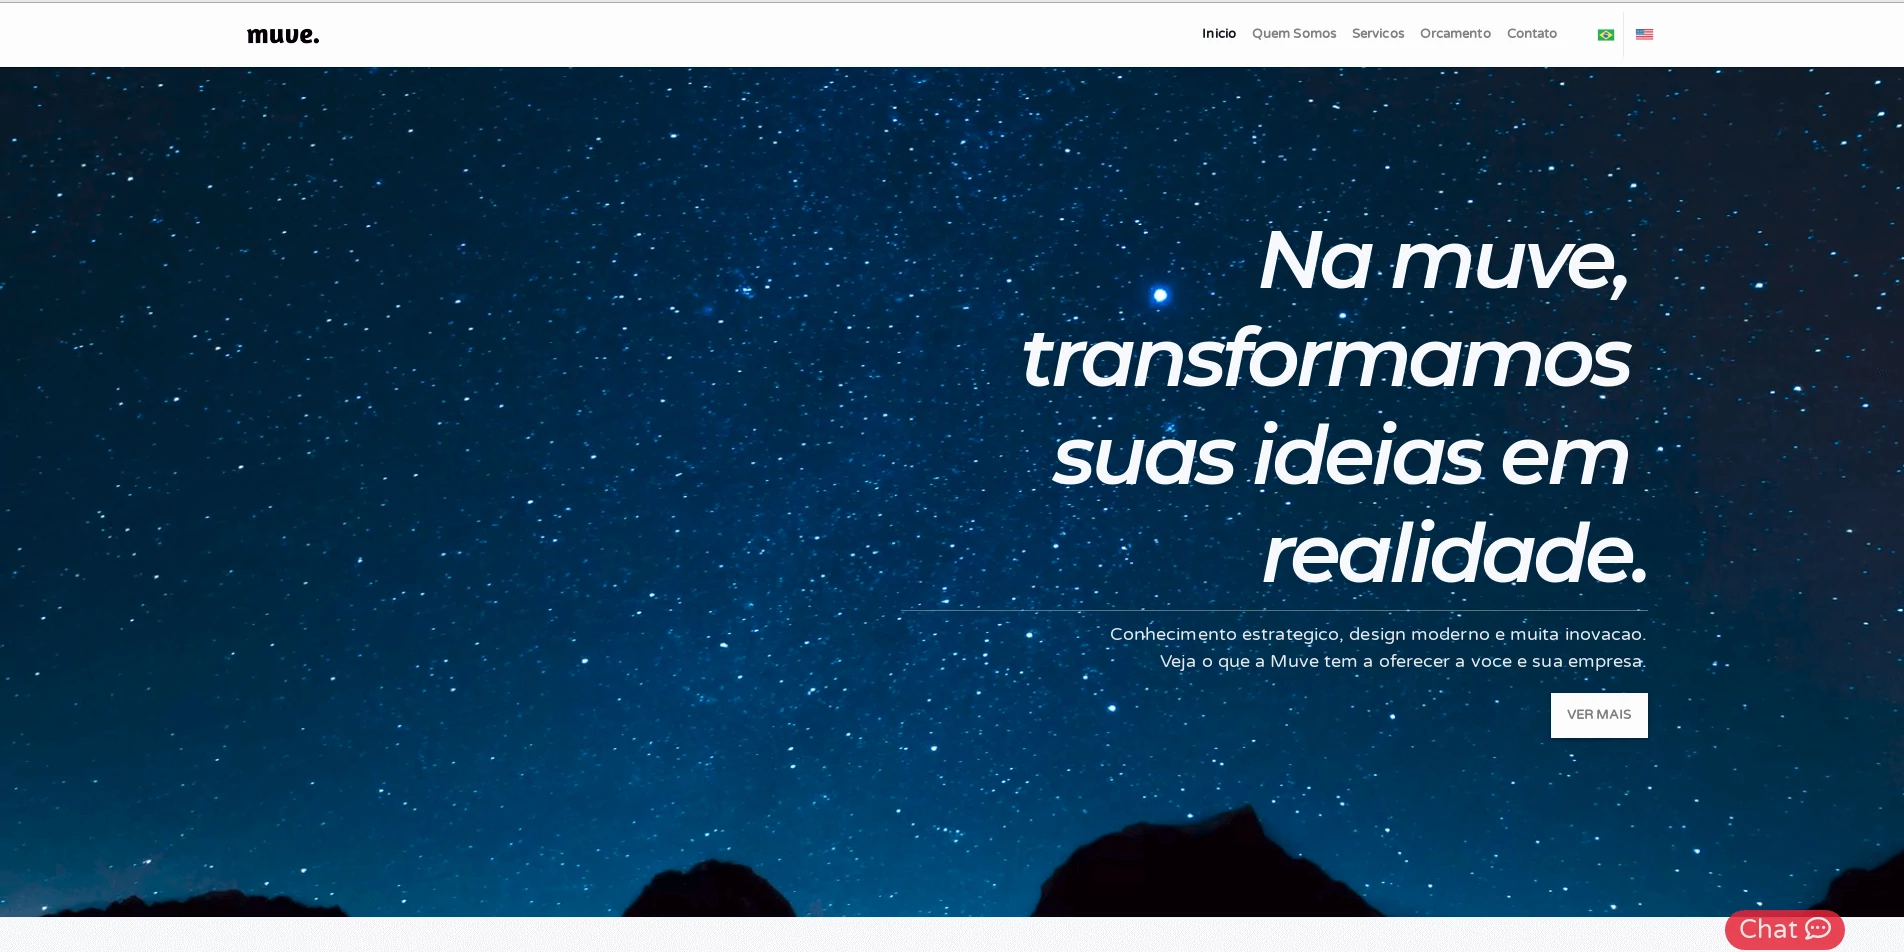 muve.
Inicio Quem Somos Servicos Orcamento Contato
Na muve,
transformamos
suas ideias em
realidade.
Conhecimento estrategico, design moderno e muita inovacao.
Veja o que a Muve tem a oferecer a voce e sua empresa.
VER MAIS
Chat